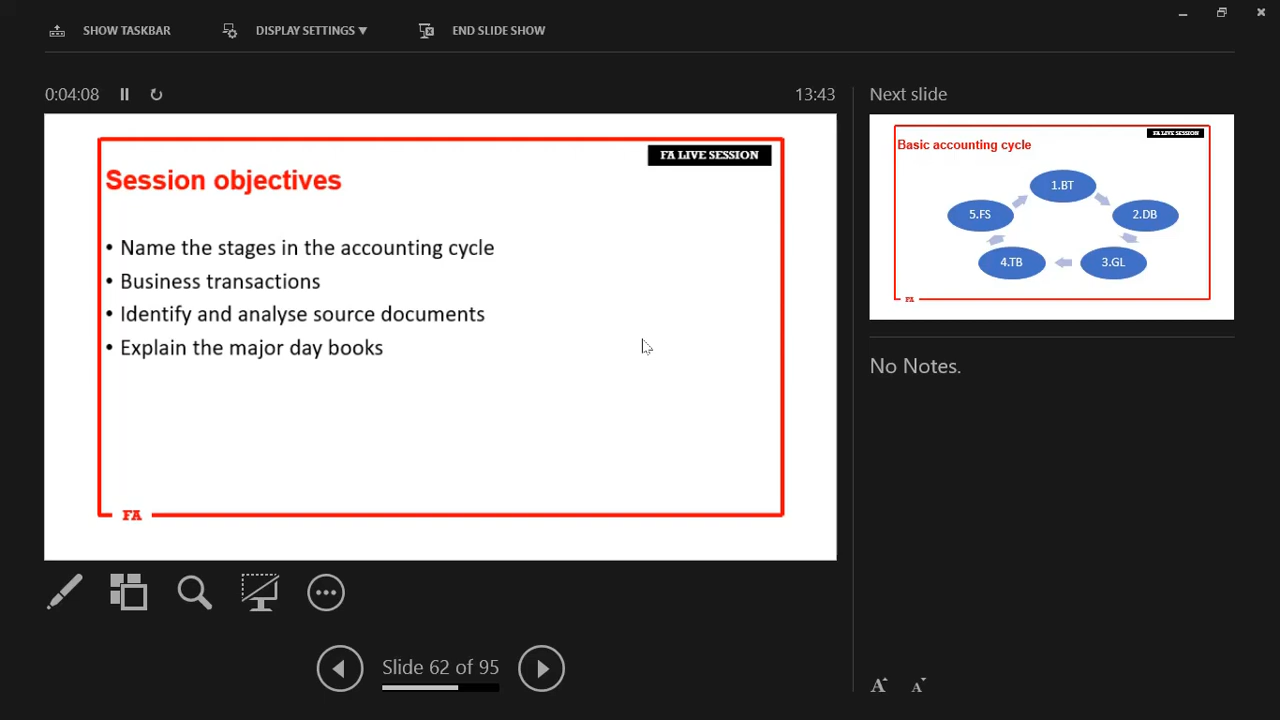 SHOW TASKBAR
DISPLAY SETTINGS ▼
END SLIDE SHOW
0:04:08
13:43
FA LIVE SESSION
Session objectives
• Name the stages in the accounting cycle
• Business transactions
• Identify and analyse source documents
• Explain the major day books
FA
Slide 62 of 95
Next slide
FA LIVE SESSION
Basic accounting cycle
1.BT
5.FS
2.DB
4.TB
3.GL
FA
No Notes.
A A